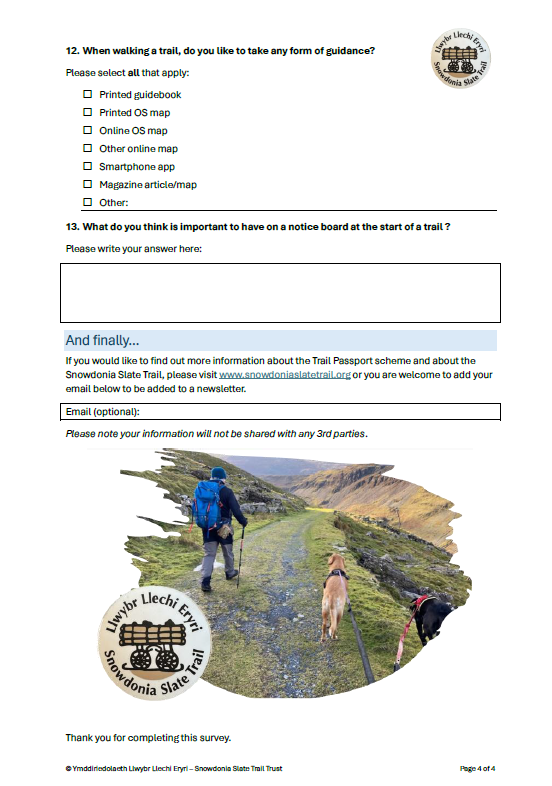 Llwybr Llechi Eryri
Snowdonia Slate Trail
12. When walking a trail, do you like to take any form of guidance?
Please select all that apply:
☐ Printed guidebook
☐ Printed OS map
☐ Online OS map
☐ Other online map
☐ Smartphone app
☐ Magazine article/map
☐ Other:
13. What do you think is important to have on a notice board at the start of a trail ?
Please write your answer here:
And finally...
If you would like to find out more information about the Trail Passport scheme and about the
Snowdonia Slate Trail, please visit www.snowdoniaslatetrail.org or you are welcome to add your
email below to be added to a newsletter.
Email (optional):
Please note your information will not be shared with any 3rd parties.
Llwybr Llechi Eryri
Snowdonia Slate Trail
Thank you for completing this survey.
© Ymddiriedolaeth Llwybr Llechi Eryri – Snowdonia Slate Trail Trust Page 4 of 4